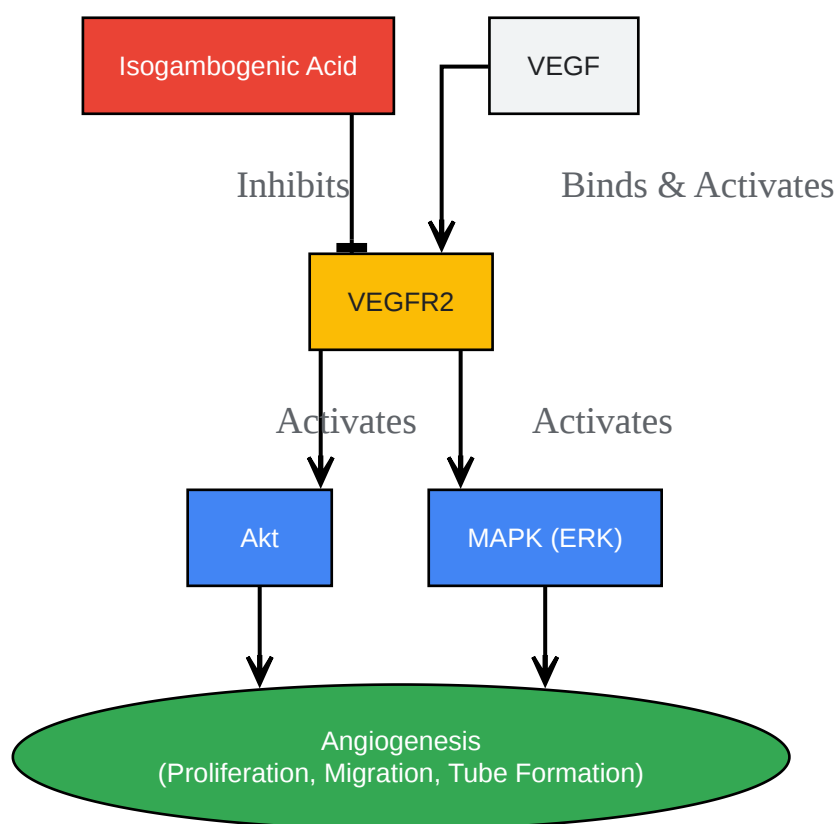 Isogambogenic Acid
VEGF
Inhibits
Binds & Activates
VEGFR2
Activates
Activates
Akt
MAPK (ERK)
Angiogenesis
(Proliferation, Migration, Tube Formation)